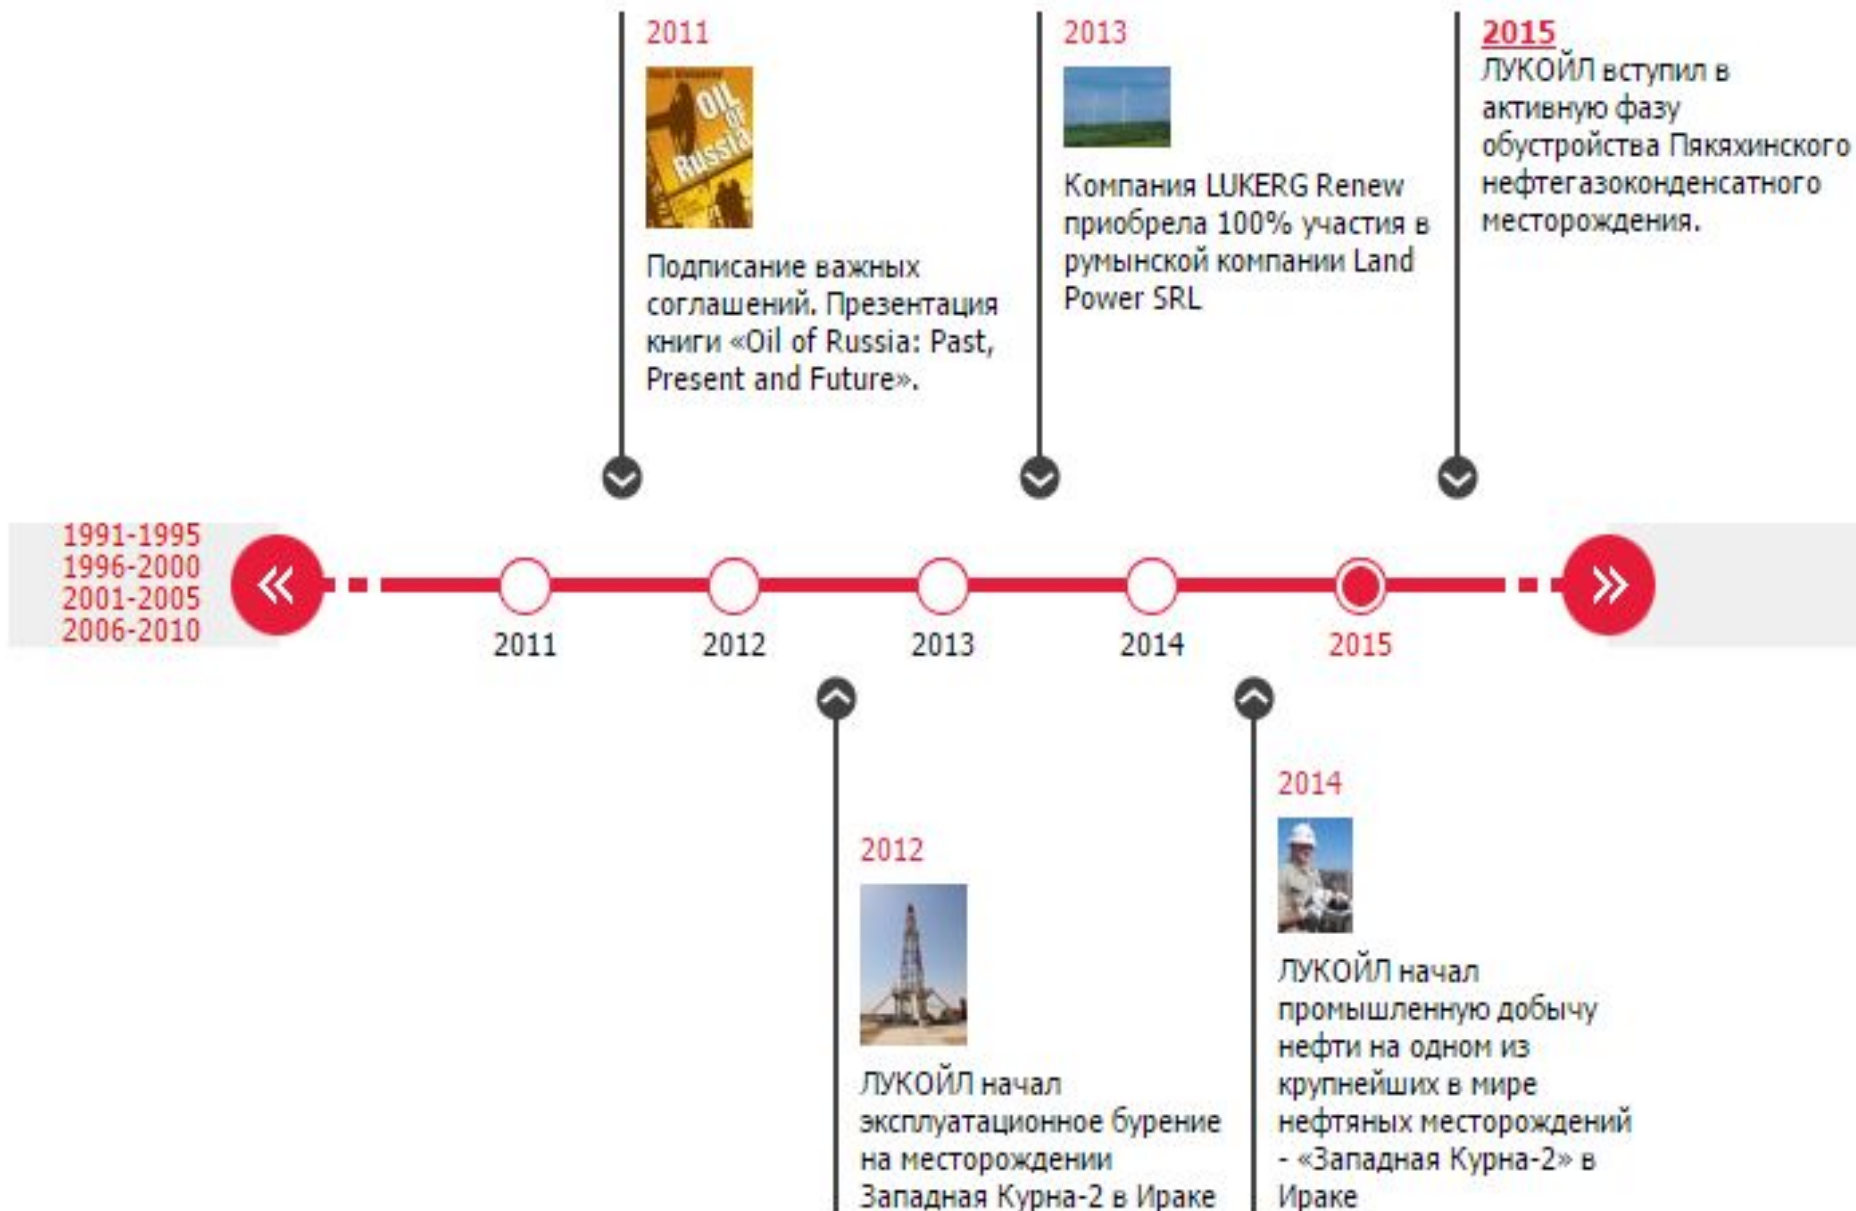 2011
OIL
OF
Russia
Подписание важных
соглашений. Презентация
книги «Oil of Russia: Past,
Present and Future».
2013
Компания LUKERG Renew
приобрела 100% участия в
румынской компании Land
Power SRL
2015
ЛУКОЙЛ вступил в
активную фазу
обустройства Пякяхинского
нефтегазоконденсатного
месторождения.
1991-1995
1996-2000
2001-2005
2006-2010
2011
2012
2013
2014
2015
2012
ЛУКОЙЛ начал
эксплуатационное бурение
на месторождении
Западная Курна-2 в Ираке
2014
ЛУКОЙЛ начал
промышленную добычу
нефти на одном из
крупнейших в мире
нефтяных месторождений
- «Западная Курна-2» в
Ираке